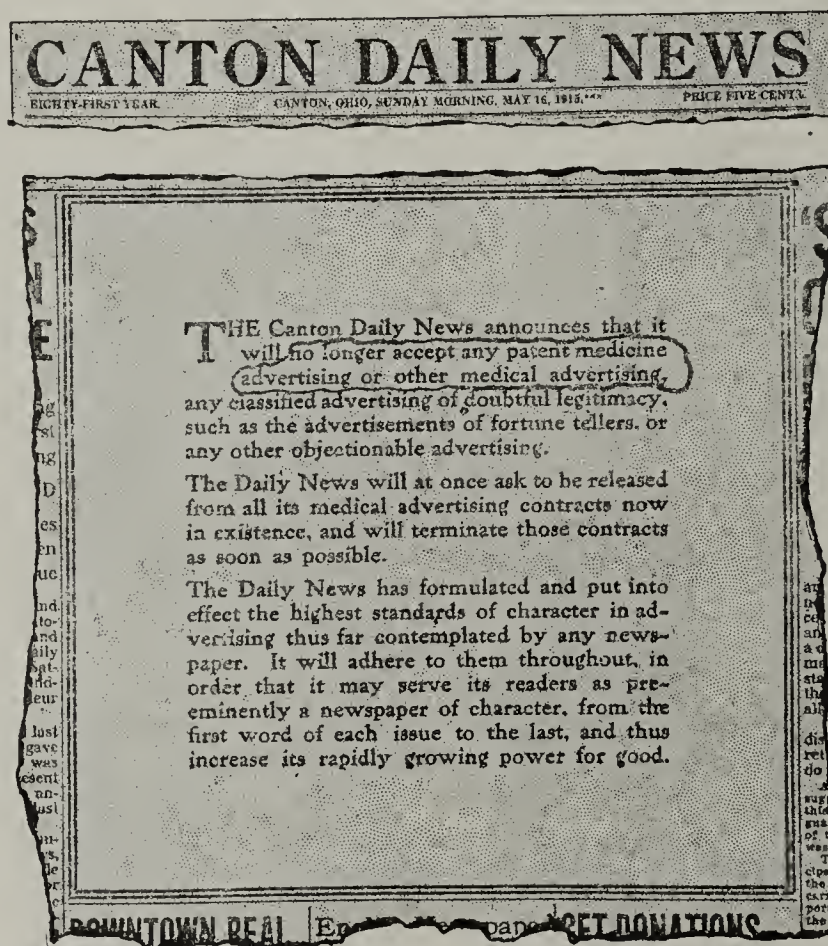 CANTON DAILY NEWS
EIGHTY-FIRST YEAR.
CANTON, OHIO, SUNDAY MORNING, MAY 16, 1915.***
PRICE FIVE CENTS.
THE Canton Daily News announces that it
will no longer accept any patent medicine
advertising or other medical advertising,
any classified advertising of doubtful legitimacy,
such as the advertisements of fortune tellers, or
any other objectionable advertising.
The Daily News will at once ask to be released
from all its medical advertising contracts now
in existence, and will terminate those contracts
as soon as possible.
The Daily News has formulated and put into
effect the highest standards of character in ad-
vertising thus far contemplated by any news-
paper. It will adhere to them throughout, in
order that it may serve its readers as pre-
eminently a newspaper of character, from the
first word of each issue to the last, and thus
increase its rapidly growing power for good.
DOWNTOWN REAL
GET DONATIONS